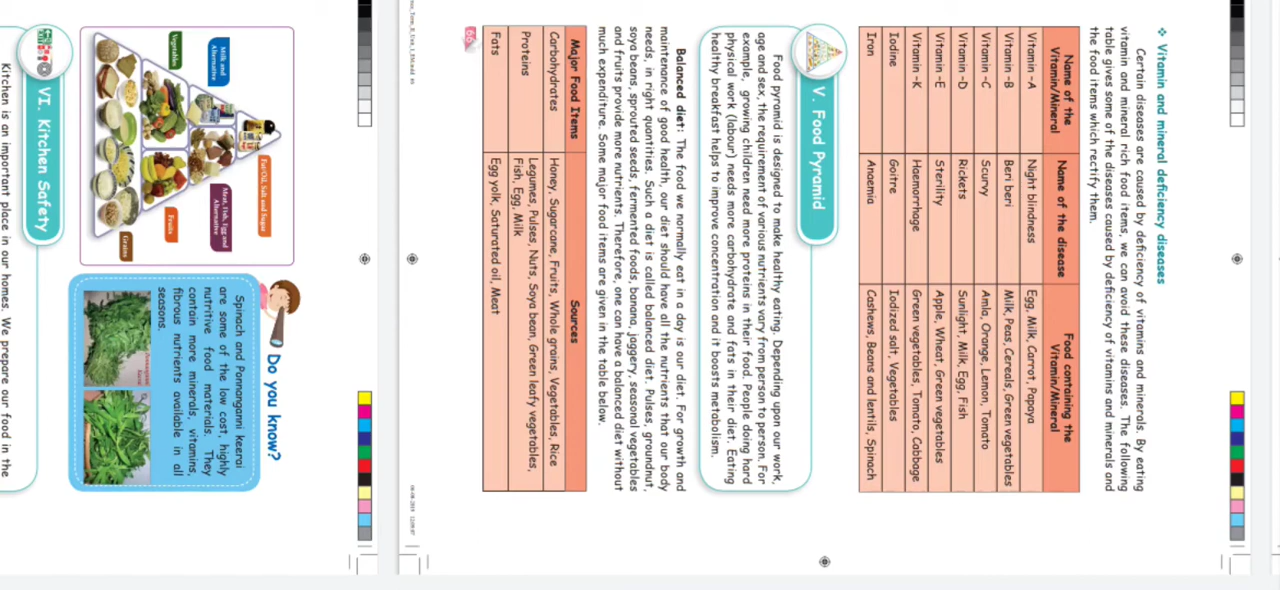 ❖ Vitamin and mineral deficiency diseases
Certain diseases are caused by deficiency of vitamins and minerals. By eating
vitamin and mineral rich food items, we can avoid these diseases. The following
table gives some of the diseases caused by deficiency of vitamins and minerals and
the food items which rectify them.
Name of the Vitamin/Mineral | Name of the disease | Food containing the Vitamin/Mineral
Vitamin -A | Night blindness | Egg, Milk, Carrot, Papaya
Vitamin -B | Beri beri | Milk, Peas, Cereals,Green vegetables
Vitamin -C | Scurvy | Amla, Orange, Lemon, Tomato
Vitamin -D | Rickets | Sunlight, Milk, Egg, Fish
Vitamin -E | Sterility | Apple, Wheat, Green vegetables
Vitamin -K | Haemorrhage | Green vegetables, Tomato, Cabbage
Iodine | Goitre | Iodized salt, Vegetables
Iron | Anaemia | Cashews, Beans and lentils, Spinach
V. Food Pyramid
Food pyramid is designed to make healthy eating. Depending upon our work,
age and sex, the requirement of various nutrients vary from person to person. For
example, growing children need more proteins in their food. People doing hard
physical work (labour) needs more carbohydrate and fats in their diet. Eating
healthy breakfast helps to improve concentration and it boosts metabolism.
Balanced diet: The food we normally eat in a day is our diet. For growth and
maintenance of good health, our diet should have all the nutrients that our body
needs, in right quantities. Such a diet is called balanced diet. Pulses, groundnut,
soya beans, sprouted seeds, fermented foods, banana, jaggery, seasonal vegetables
and fruits provide more nutrients. Therefore, one can have a balanced diet without
much expenditure. Some major food items are given in the table below.
Major Food Items | Sources
Carbohydrates | Honey, Sugarcane, Fruits, Whole grains, Vegetables, Rice
Proteins | Legumes, Pulses, Nuts, Soya bean, Green leafy vegetables,
Fish, Egg, Milk
Fats | Egg yolk, Saturated oil, Meat
66
Fat/Oil, Salt and Sugar
Milk and
Alternative
Meat, Fish, Egg and
Alternative
Vegetables
Fruits
Grains
Do you know?
Spinach and Ponnangani keerai
are some of the low cost, highly
nutritive food materials. They
contain more minerals, vitamins,
fibrous nutrients available in all
seasons.
VI. Kitchen Safety
Kitchen is an important place in our homes. We prepare our food in the